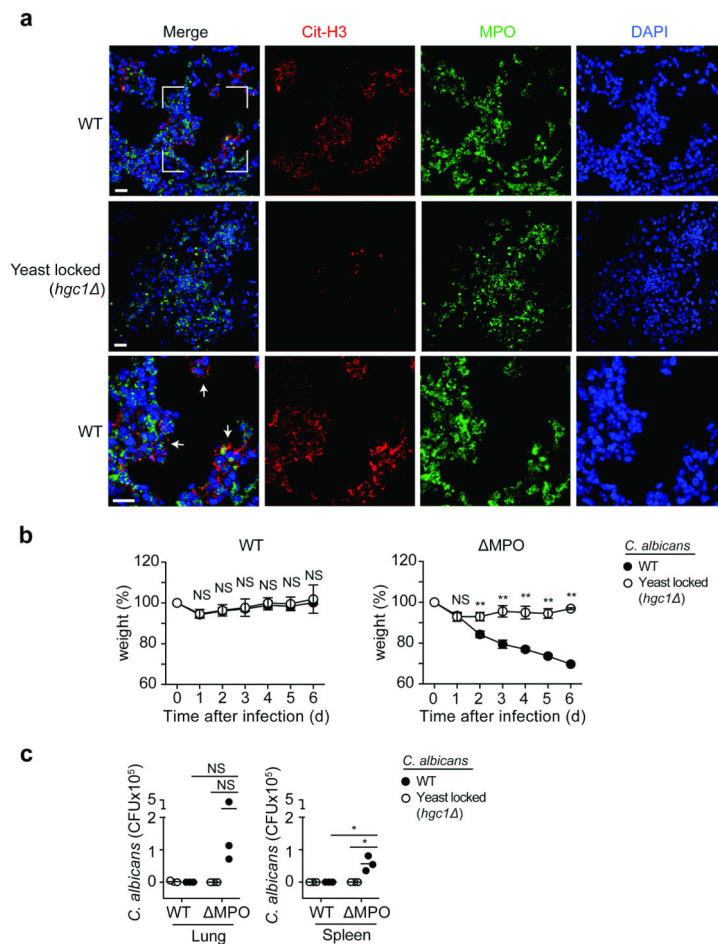 a
Merge Cit-H3 MPO DAPI
WT
Yeast locked
(hgc1Δ)
WT
b
WT
weight (%)
120
100
80
60
NS NS NS NS NS NS
0 1 2 3 4 5 6
Time after infection (d)
ΔMPO
weight (%)
120
100
80
60
NS ** ** ** ** **
0 1 2 3 4 5 6
Time after infection (d)
C. albicans
WT
Yeast locked
(hgc1Δ)
c
C. albicans (CFUx10⁵)
5
2
1
0
NS
NS
WT ΔMPO
Lung
C. albicans (CFUx10⁵)
5
2
1
0
*
*
WT ΔMPO
Spleen
C. albicans
WT
Yeast locked
(hgc1Δ)